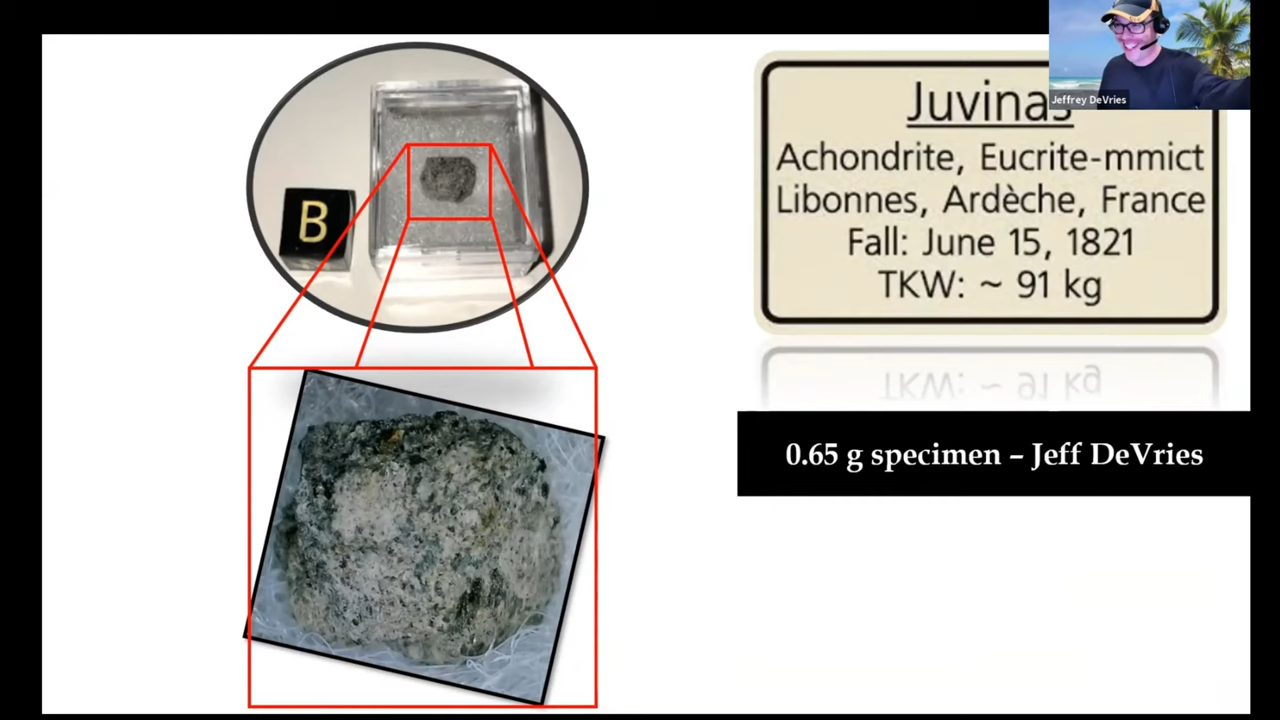 Jeffrey DeVries
B
Juvinas
Achondrite, Eucrite-mmict
Libonnes, Ardèche, France
Fall: June 15, 1821
TKW: ~ 91 kg
TKW: ~ 91 kg
0.65 g specimen – Jeff DeVries